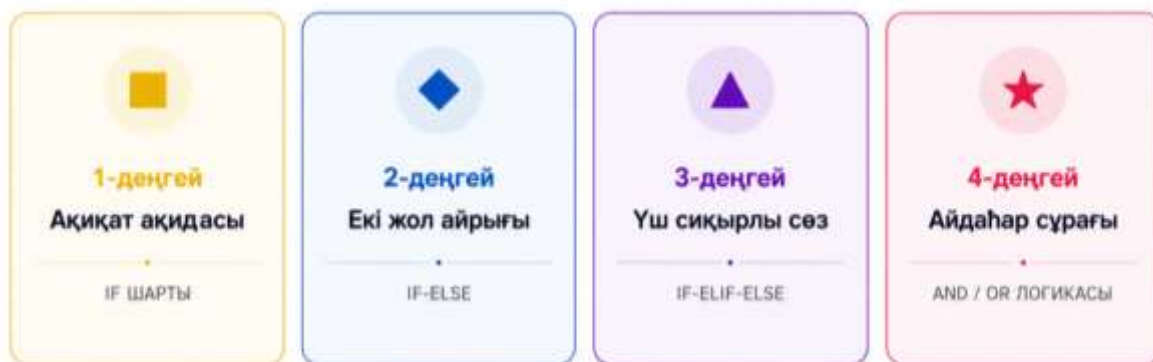 1-деңгей
Ақиқат ақидасы
IF ШАРТЫ
2-деңгей
Екі жол айрығы
IF-ELSE
3-деңгей
Үш сиқырлы сөз
IF-ELIF-ELSE
4-деңгей
Айдаһар сұрағы
AND / OR ЛОГИКАСЫ